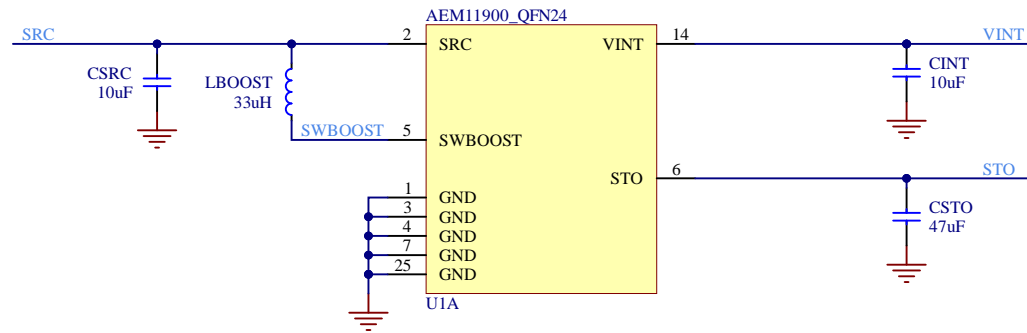 AEM11900_QFN24
SRC
2
SRC
VINT
14
VINT
CSRC
10uF
LBOOST
33uH
CINT
10uF
SWBOOST
5
SWBOOST
STO
6
STO
1
GND
3
GND
4
GND
7
GND
25
GND
CSTO
47uF
U1A